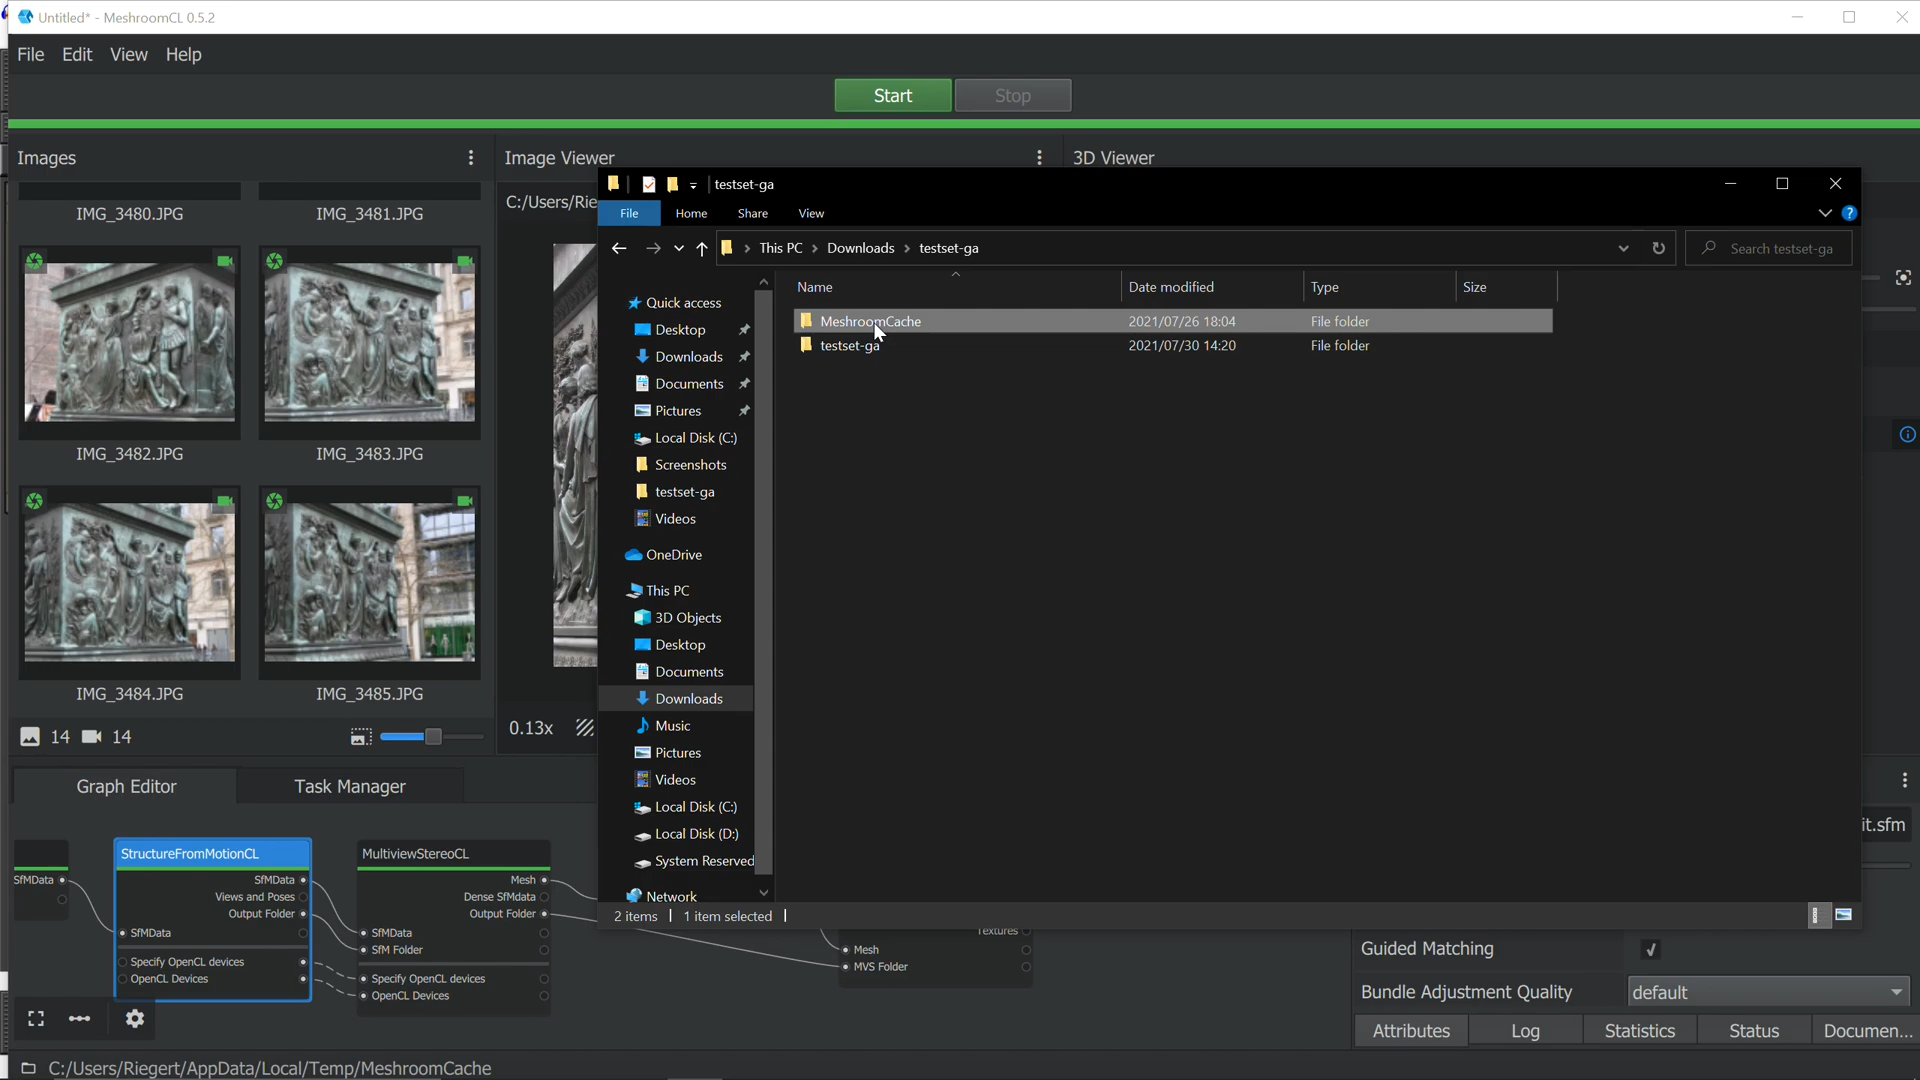 Untitled* - MeshroomCL 0.5.2
File Edit View Help
Start Stop
Images
Image Viewer
3D Viewer
IMG_3480.JPG IMG_3481.JPG
IMG_3482.JPG IMG_3483.JPG
IMG_3484.JPG IMG_3485.JPG
14 14
C:/Users/Rie
0.13x
testset-ga
File Home Share View
This PC Downloads testset-ga
Search testset-ga
Name Date modified Type Size
MeshroomCache 2021/07/26 18:04 File folder
testset-ga 2021/07/30 14:20 File folder
Quick access
Desktop
Downloads
Documents
Pictures
Local Disk (C:)
Screenshots
testset-ga
Videos
OneDrive
This PC
3D Objects
Desktop
Documents
Downloads
Music
Pictures
Videos
Local Disk (C:)
Local Disk (D:)
System Reserved
Network
2 items 1 item selected
Graph Editor Task Manager
it.sfm
SfMData
StructureFromMotionCL
SfMData
Views and Poses
Output Folder
SfMData
Specify OpenCL devices
OpenCL Devices
MultiviewStereoCL
Mesh
Dense SfMdata
Output Folder
SfMData
SfM Folder
Specify OpenCL devices
OpenCL Devices
Textures
Mesh
MVS Folder
Guided Matching
Bundle Adjustment Quality default
Attributes Log Statistics Status Documen...
C:/Users/Riegert/AppData/Local/Temp/MeshroomCache